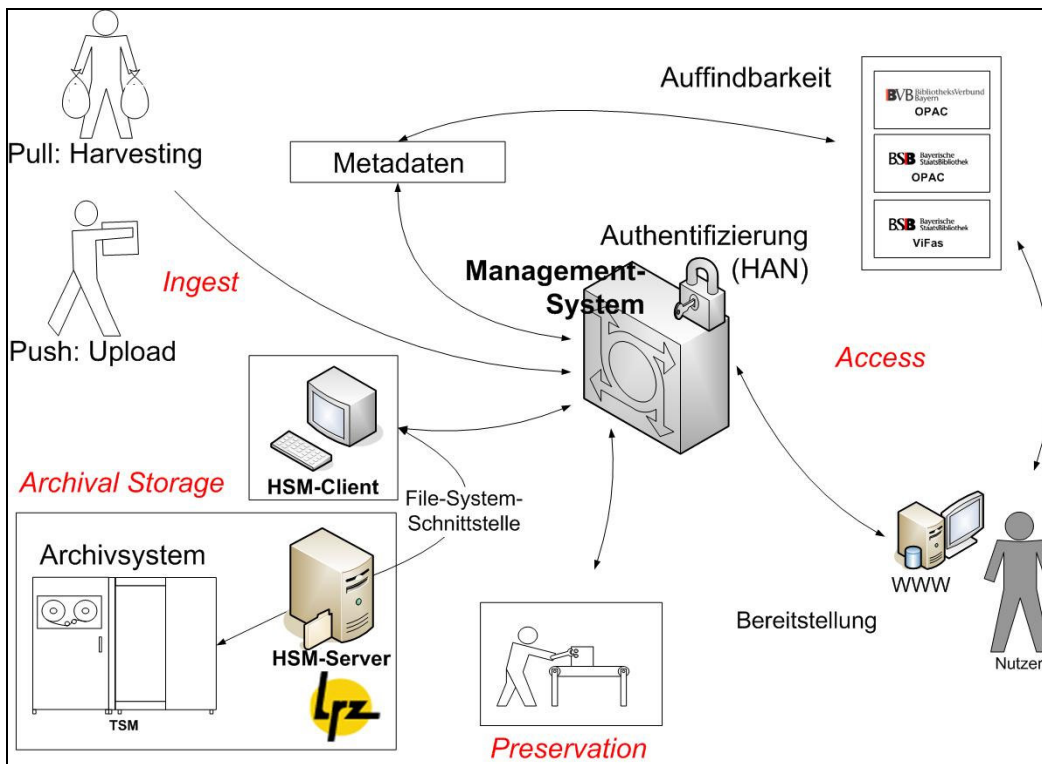 Pull: Harvesting
Push: Upload
Ingest
Metadaten
Auffindbarkeit
BVB BibliotheksVerbund
Bayern
OPAC
BSB Bayerische
StaatsBibliothek
OPAC
BSB Bayerische
StaatsBibliothek
ViFas
Authentifizierung
(HAN)
Management-
System
Access
HSM-Client
Archival Storage
File-System-
Schnittstelle
Archivsystem
TSM
HSM-Server
lrz
Preservation
Bereitstellung
WWW
Nutzer